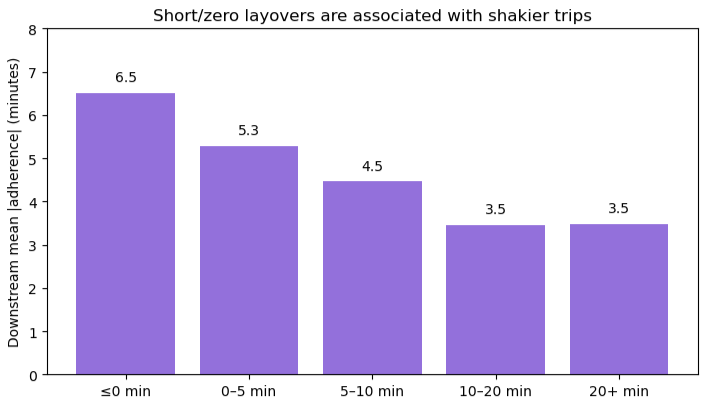 Short/zero layovers are associated with shakier trips
Downstream mean |adherence| (minutes)
8
7
6
5
4
3
2
1
0
6.5
5.3
4.5
3.5
3.5
≤0 min
0–5 min
5–10 min
10–20 min
20+ min